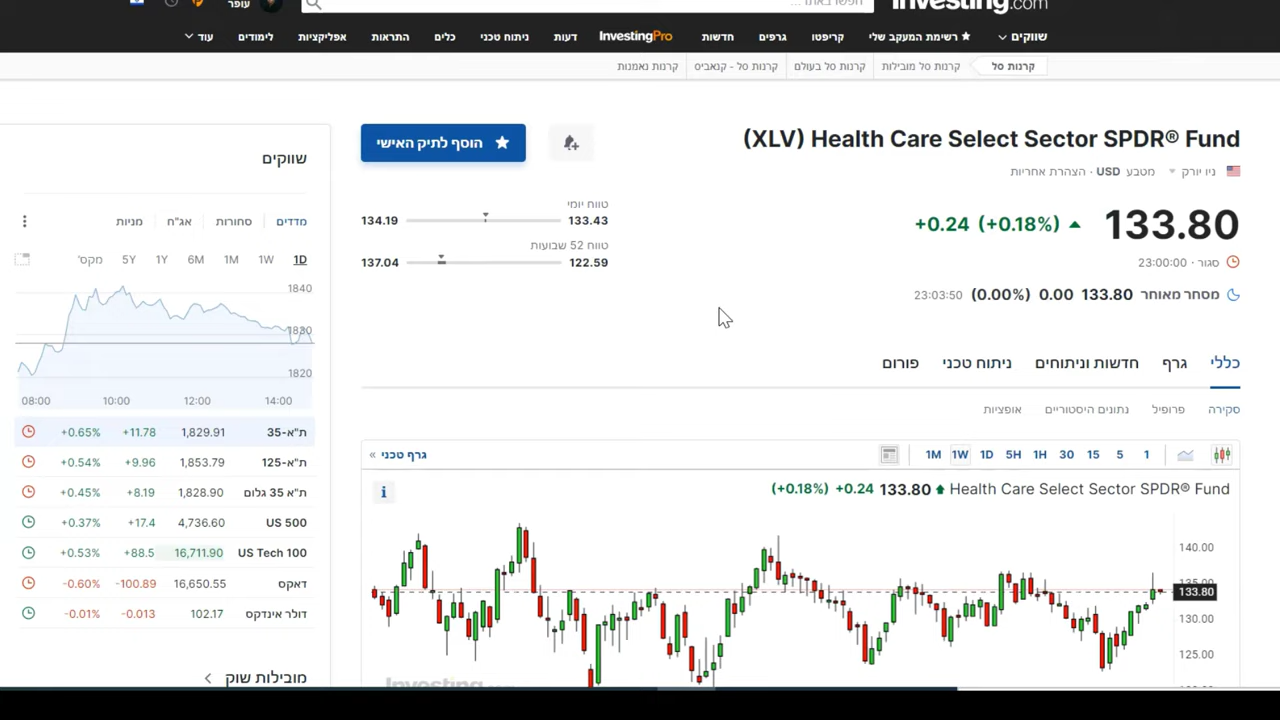 Investing.com
חפשו באתר...
עופר
שווקים
★ רשימת המעקב שלי
קריפטו
גרפים
חדשות
InvestingPro
דעות
ניתוח טכני
כלים
התראות
אפליקציות
לימודים
עוד
קרנות סל
קרנות סל מובילות
קרנות סל בעולם
קרנות סל - קנאביס
קרנות נאמנות
Health Care Select Sector SPDR® Fund (XLV)
ניו יורק
מטבע USD · הצהרת אחריות
133.80
+0.24 (+0.18%)
סגור · 23:00:00
מסחר מאוחר 133.80 0.00 (0.00%) 23:03:50
הוסף לתיק האישי
טווח יומי
134.19 133.43
טווח 52 שבועות
137.04 122.59
כללי
גרף
חדשות וניתוחים
ניתוח טכני
פורום
סקירה
פרופיל
נתונים היסטוריים
אופציות
גרף טכני »
1M 1W 1D 5H 1H 30 15 5 1
Health Care Select Sector SPDR® Fund 133.80 +0.24 (+0.18%)
140.00
135.00
133.80
130.00
125.00
Investing
שווקים
מדדים
סחורות
אג"ח
מניות
1D 1W 1M 6M 1Y 5Y מקס'
1840
1830
1820
08:00 10:00 12:00 14:00
ת"א-35 1,829.91 +11.78 +0.65%
ת"א-125 1,853.79 +9.96 +0.54%
ת"א 35 גלום 1,828.90 +8.19 +0.45%
US 500 4,736.60 +17.4 +0.37%
US Tech 100 16,711.90 +88.5 +0.53%
דאקס 16,650.55 -100.89 -0.60%
דולר אינדקס 102.17 -0.013 -0.01%
מובילות שוק